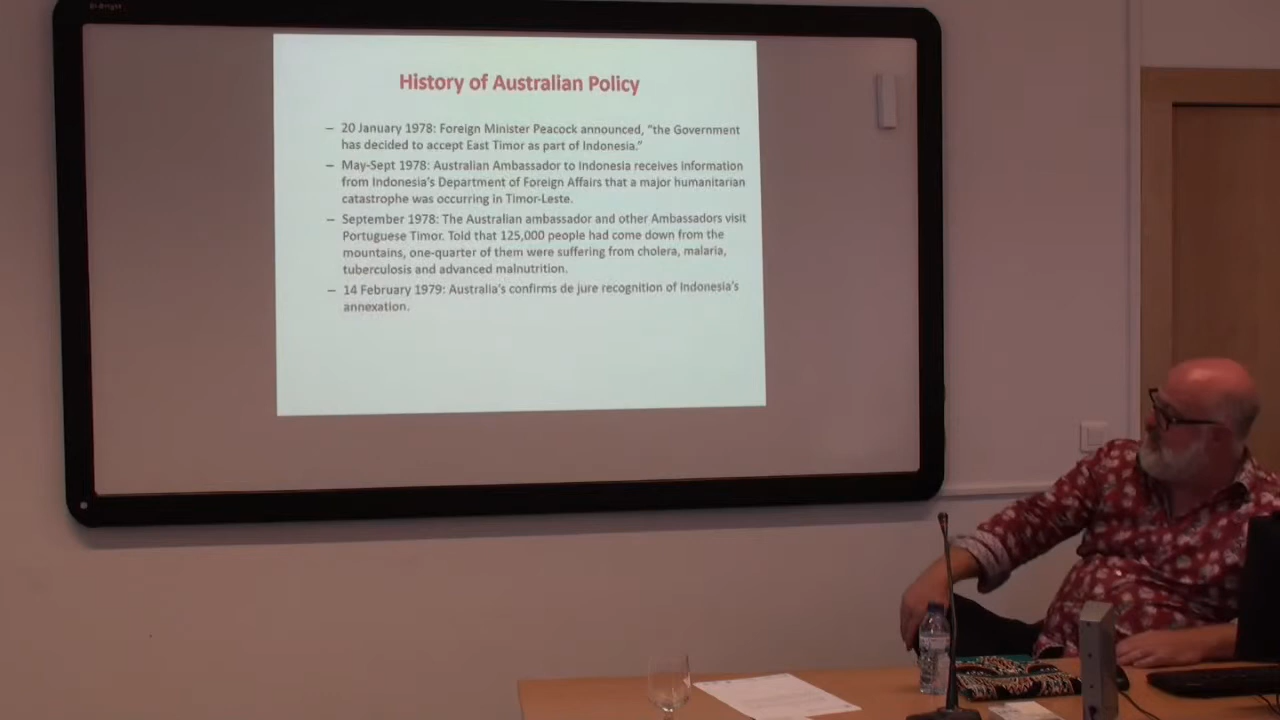 History of Australian Policy
– 20 January 1978: Foreign Minister Peacock announced, “the Government
has decided to accept East Timor as part of Indonesia.”
– May-Sept 1978: Australian Ambassador to Indonesia receives information
from Indonesia’s Department of Foreign Affairs that a major humanitarian
catastrophe was occurring in Timor-Leste.
– September 1978: The Australian ambassador and other Ambassadors visit
Portuguese Timor. Told that 125,000 people had come down from the
mountains, one-quarter of them were suffering from cholera, malaria,
tuberculosis and advanced malnutrition.
– 14 February 1979: Australia’s confirms de jure recognition of Indonesia’s
annexation.